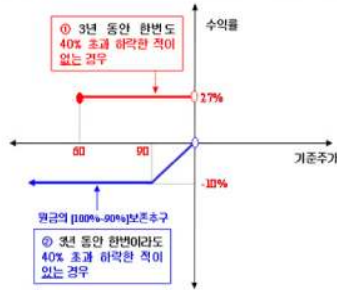 수익률
① 3년 동안 한번도
40% 초과 하락한 적이
없는 경우
27%
60
90
기준주가
-10%
원금의 [100%~90%]보존추구
② 3년 동안 한번이라도
40% 초과 하락한 적이
있는 경우